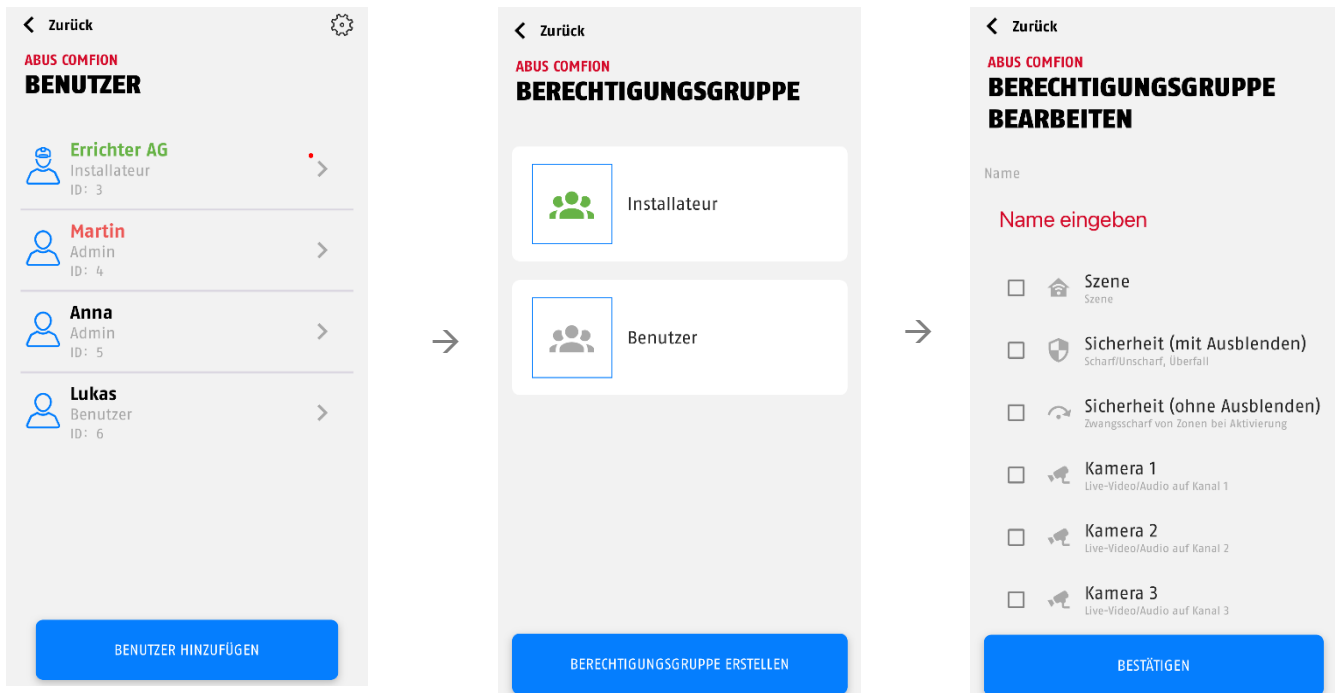 Zurück
ABUS COMFION
BENUTZER
Errichter AG
Installateur
ID: 3
Martin
Admin
ID: 4
Anna
Admin
ID: 5
Lukas
Benutzer
ID: 6
BENUTZER HINZUFÜGEN
Zurück
ABUS COMFION
BERECHTIGUNGSGRUPPE
Installateur
Benutzer
BERECHTIGUNGSGRUPPE ERSTELLEN
Zurück
ABUS COMFION
BERECHTIGUNGSGRUPPE
BEARBEITEN
Name
Name eingeben
Szene
Szene
Sicherheit (mit Ausblenden)
Scharf/Unscharf, Überfall
Sicherheit (ohne Ausblenden)
Zwangsscharf von Zonen bei Aktivierung
Kamera 1
Live-Video/Audio auf Kanal 1
Kamera 2
Live-Video/Audio auf Kanal 2
Kamera 3
Live-Video/Audio auf Kanal 3
BESTÄTIGEN